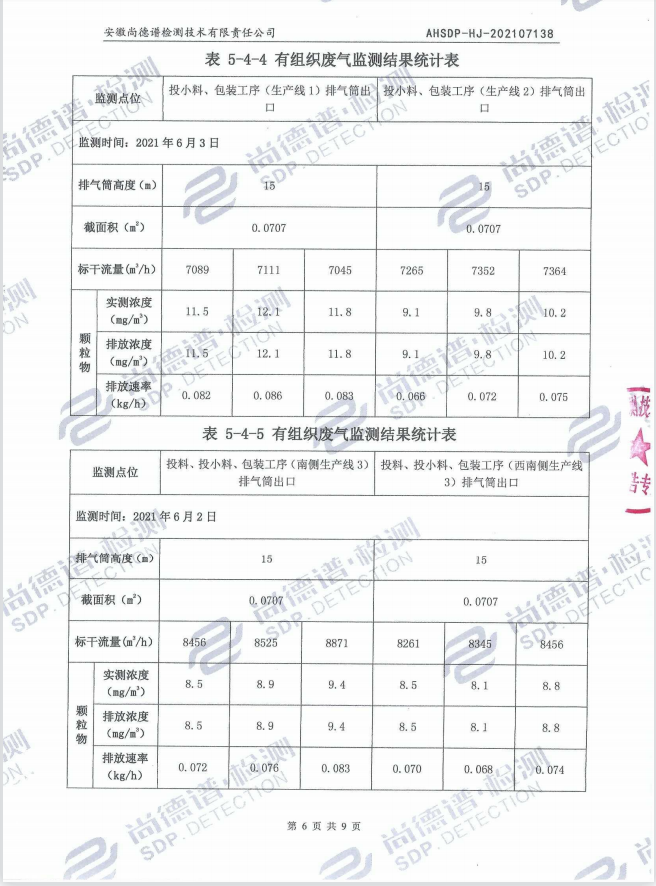 安徽尚德谱检测技术有限责任公司 AHSDP-HJ-202107138
表 5-4-4 有组织废气监测结果统计表
监测点位 投小料、包装工序（生产线 1）排气筒出口 投小料、包装工序（生产线 2）排气筒出口
监测时间：2021 年 6 月 3 日
排气筒高度（m） 15 15
截面积（m²） 0.0707 0.0707
标干流量(m³/h) 7089 7111 7045 7265 7352 7364
颗粒物
实测浓度（mg/m³） 11.5 12.1 11.8 9.1 9.8 10.2
排放浓度（mg/m³） 11.5 12.1 11.8 9.1 9.8 10.2
排放速率（kg/h） 0.082 0.086 0.083 0.066 0.072 0.075
表 5-4-5 有组织废气监测结果统计表
监测点位 投料、投小料、包装工序（南侧生产线 3）排气筒出口 投料、投小料、包装工序（西南侧生产线 3）排气筒出口
监测时间：2021 年 6 月 2 日
排气筒高度（m） 15 15
截面积（m²） 0.0707 0.0707
标干流量(m³/h) 8456 8525 8871 8261 8345 8456
颗粒物
实测浓度（mg/m³） 8.5 8.9 9.4 8.5 8.1 8.8
排放浓度（mg/m³） 8.5 8.9 9.4 8.5 8.1 8.8
排放速率（kg/h） 0.072 0.076 0.083 0.070 0.068 0.074
第 6 页 共 9 页
尚德谱·检测
SDP.DETECTION